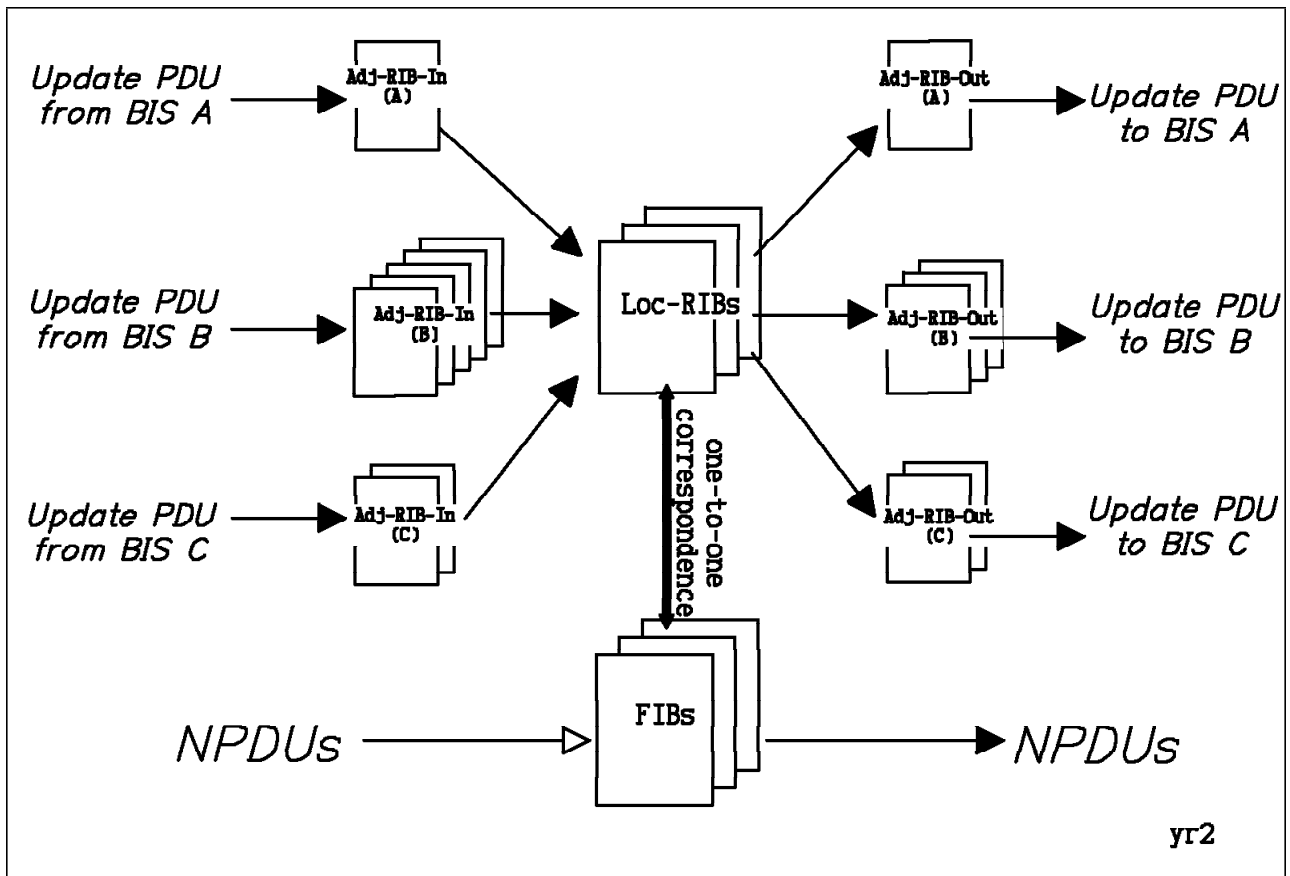 Update PDU
from BIS A
Adj-RIB-In
(A)
Adj-RIB-Out
(A)
Update PDU
to BIS A
Update PDU
from BIS B
Adj-RIB-In
(B)
Loc-RIBs
Adj-RIB-Out
(B)
Update PDU
to BIS B
one-to-one
correspondence
Update PDU
from BIS C
Adj-RIB-In
(C)
Adj-RIB-Out
(C)
Update PDU
to BIS C
NPDUs
FIBs
NPDUs
yr2